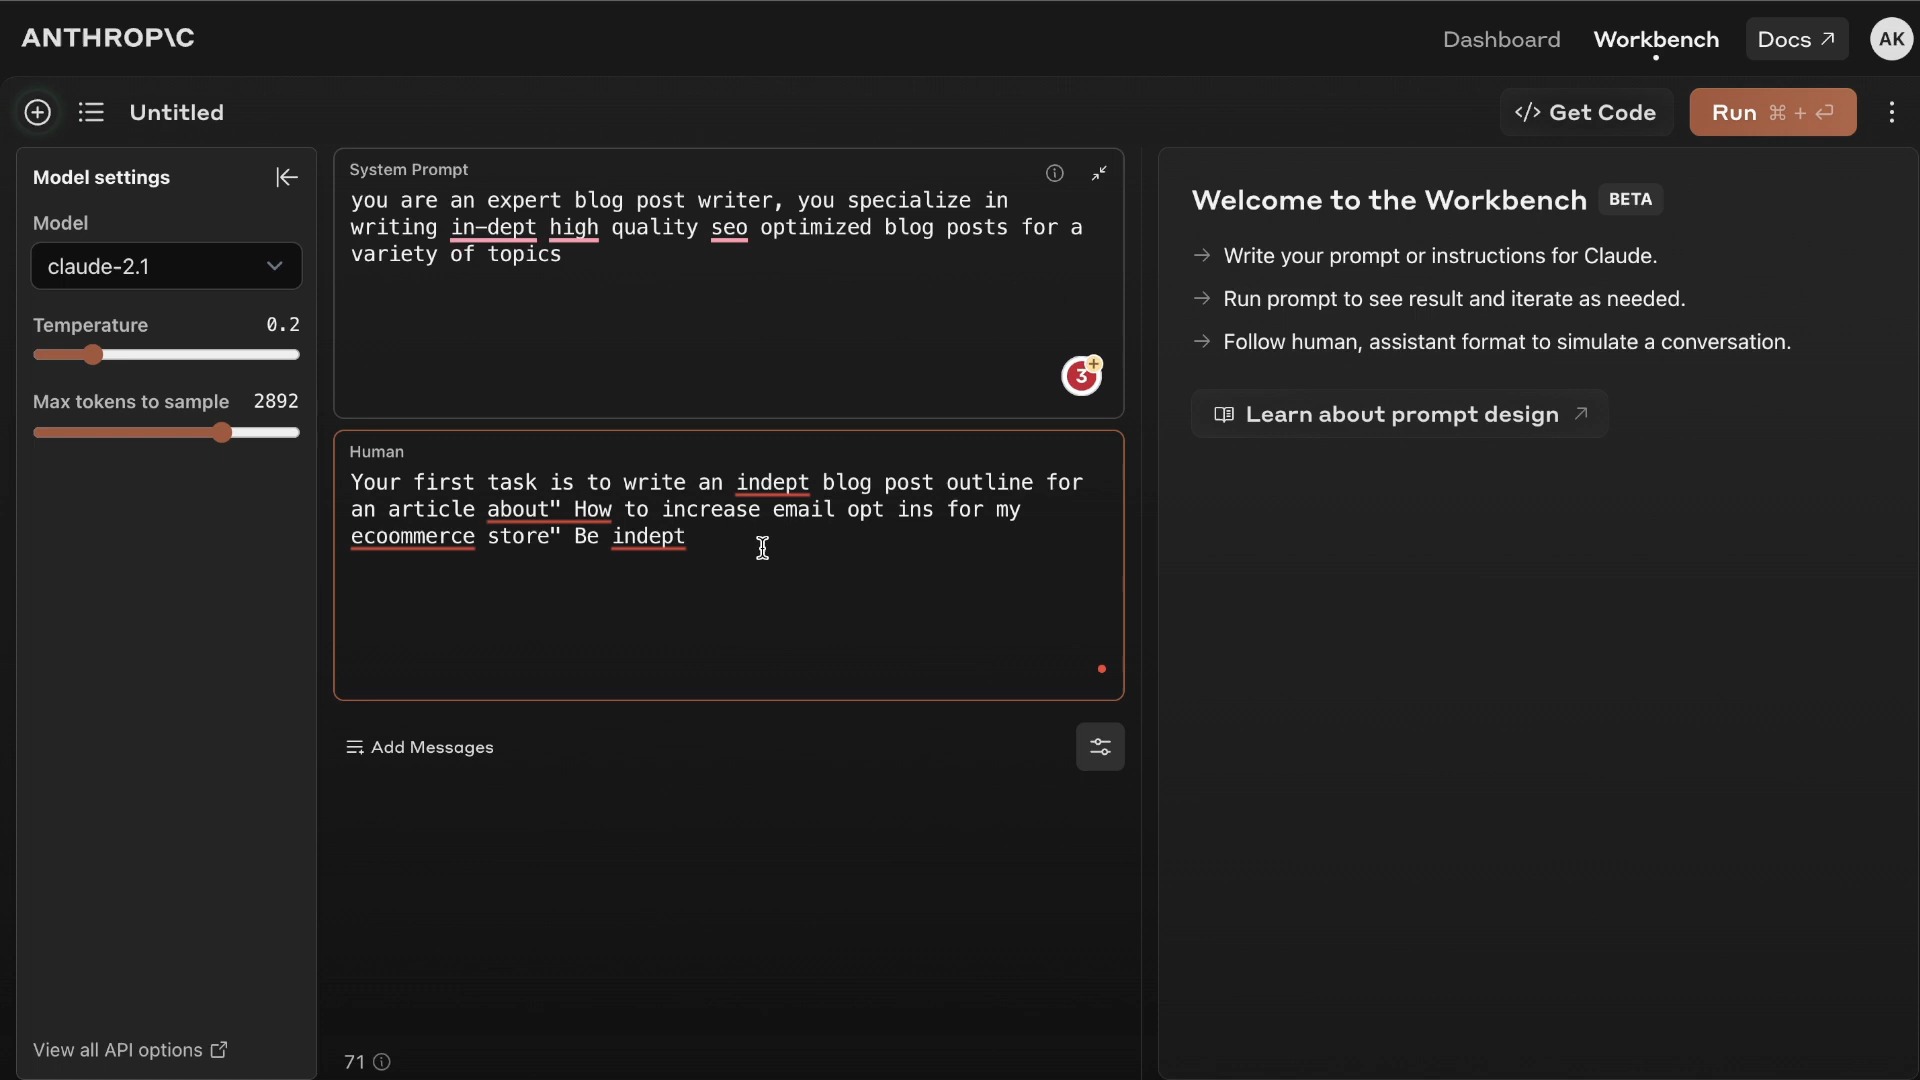 ANTHROP\C
Dashboard
Workbench
Docs ↗
AK
Untitled
</> Get Code
Run ⌘ + ⏎
Model settings
Model
claude-2.1
Temperature 0.2
Max tokens to sample 2892
View all API options
System Prompt
you are an expert blog post writer, you specialize in
writing in-dept high quality seo optimized blog posts for a
variety of topics
3
Human
Your first task is to write an indept blog post outline for
an article about" How to increase email opt ins for my
ecoommerce store" Be indept
Add Messages
71
Welcome to the Workbench BETA
→ Write your prompt or instructions for Claude.
→ Run prompt to see result and iterate as needed.
→ Follow human, assistant format to simulate a conversation.
Learn about prompt design ↗